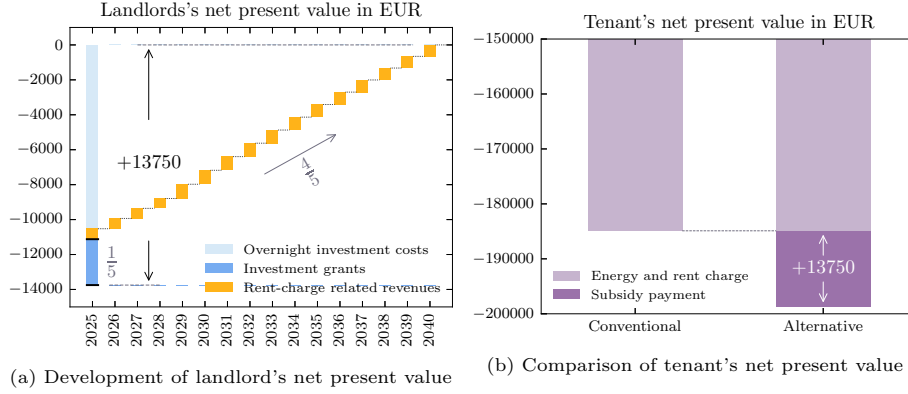 Landlords's net present value in EUR
0
−2000
−4000
−6000
−8000
−10000
−12000
−14000
+13750
4/5
1/5
Overnight investment costs
Investment grants
Rent-charge related revenues
2025 2026 2027 2028 2029 2030 2031 2032 2033 2034 2035 2036 2037 2038 2039 2040
(a) Development of landlord's net present value
Tenant's net present value in EUR
−150000
−160000
−170000
−180000
−190000
−200000
+13750
Energy and rent charge
Subsidy payment
Conventional Alternative
(b) Comparison of tenant's net present value